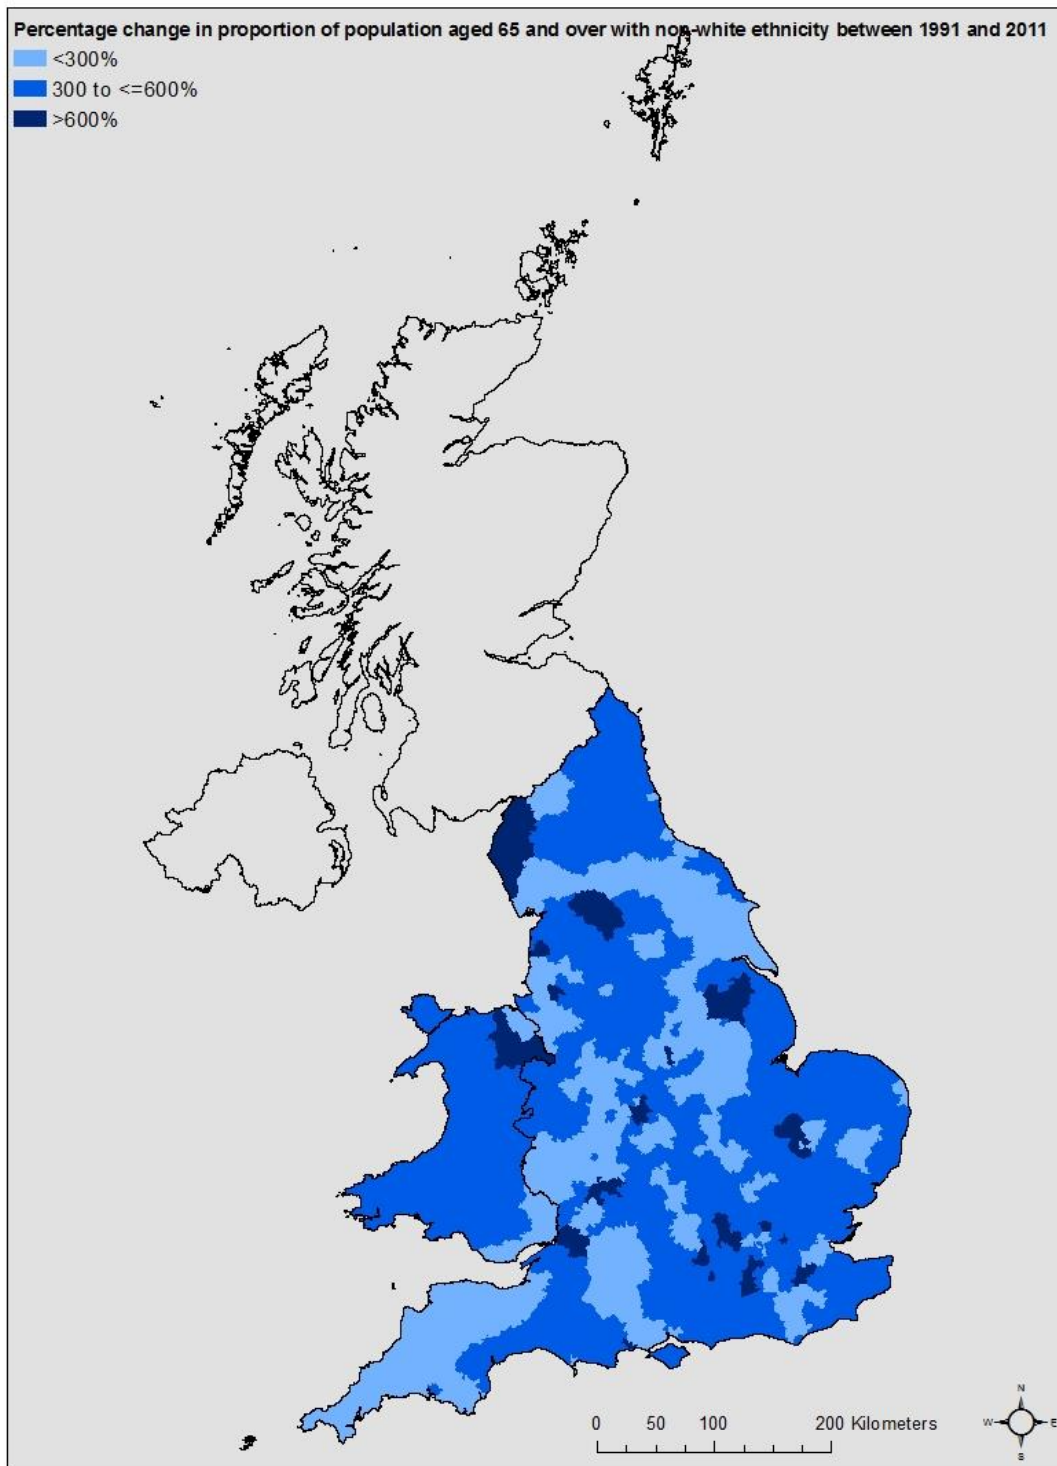 Percentage change in proportion of population aged 65 and over with non-white ethnicity between 1991 and 2011
<300%
300 to <=600%
>600%
N
W E
S
0 50 100 200 Kilometers